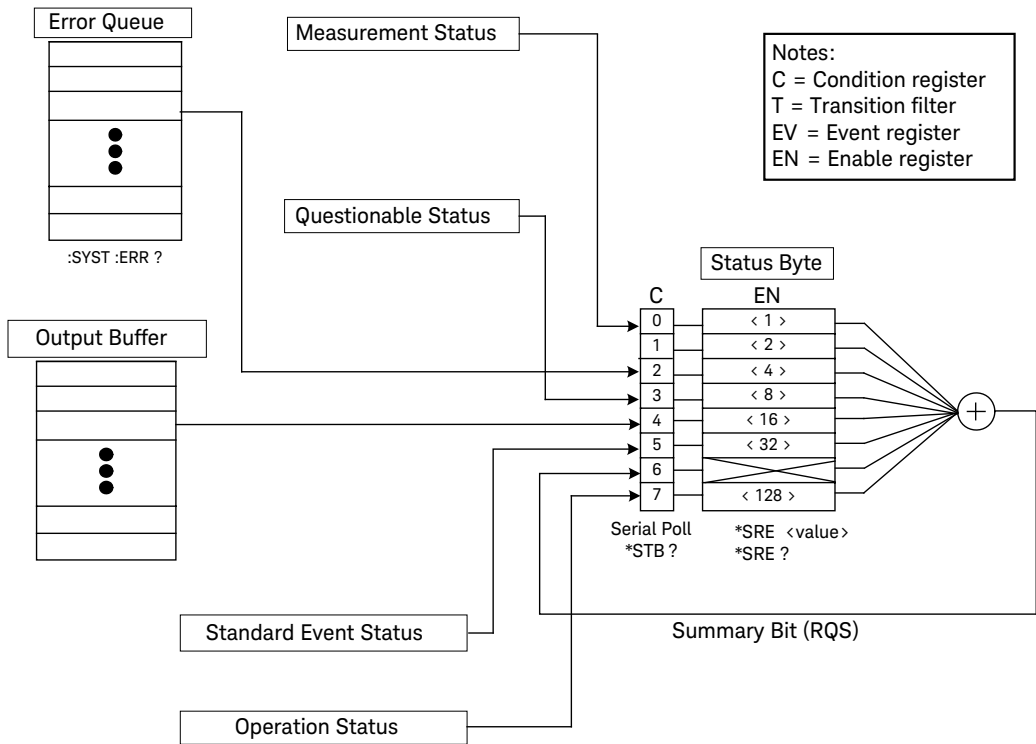 Error Queue
:SYST :ERR ?
Output Buffer
Measurement Status
Questionable Status
Notes:
C = Condition register
T = Transition filter
EV = Event register
EN = Enable register
Status Byte
C
EN
0
< 1 >
1
< 2 >
2
< 4 >
3
< 8 >
4
< 16 >
5
< 32 >
6
7
< 128 >
+
Serial Poll
*STB ?
*SRE <value>
*SRE ?
Summary Bit (RQS)
Standard Event Status
Operation Status